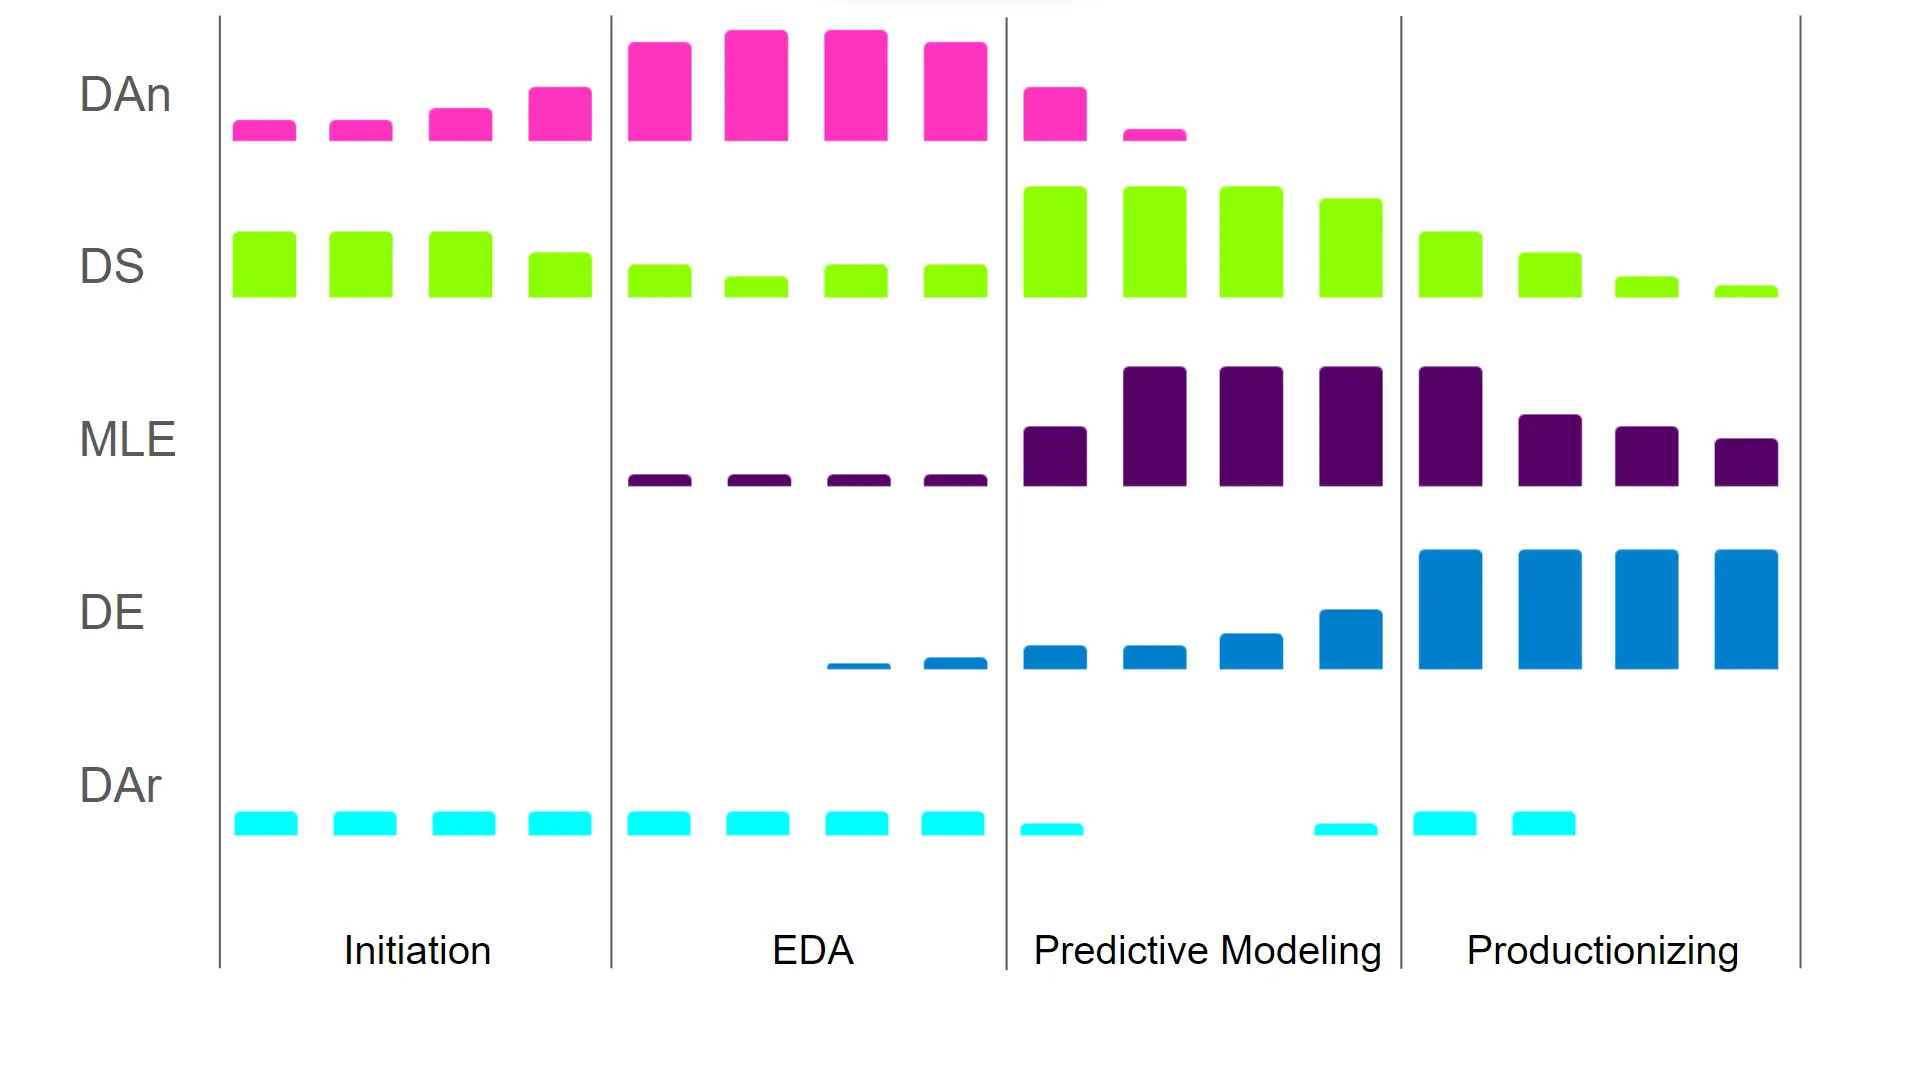 DAn
DS
MLE
DE
DAr
Initiation
EDA
Predictive Modeling
Productionizing